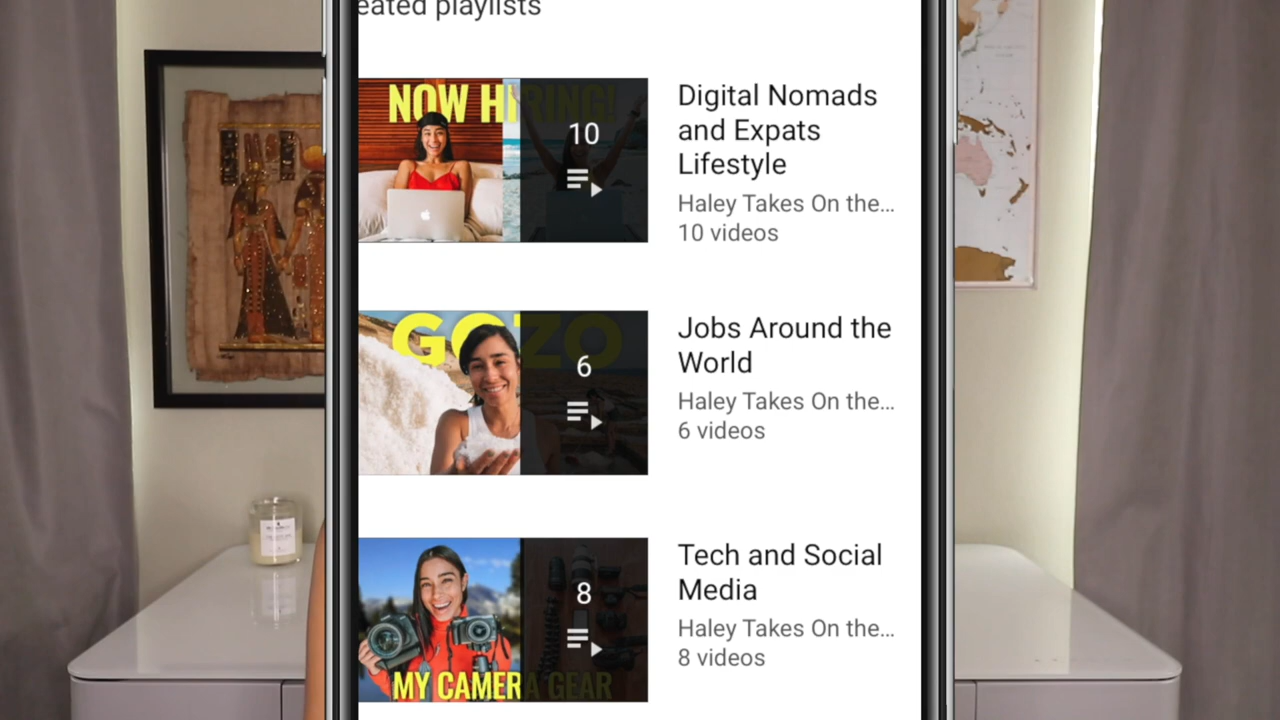 eated playlists
NOW HIRING!
10
Digital Nomads
and Expats
Lifestyle
Haley Takes On the...
10 videos
GOZO
6
Jobs Around the
World
Haley Takes On the...
6 videos
8
MY CAMERA GEAR
Tech and Social
Media
Haley Takes On the...
8 videos